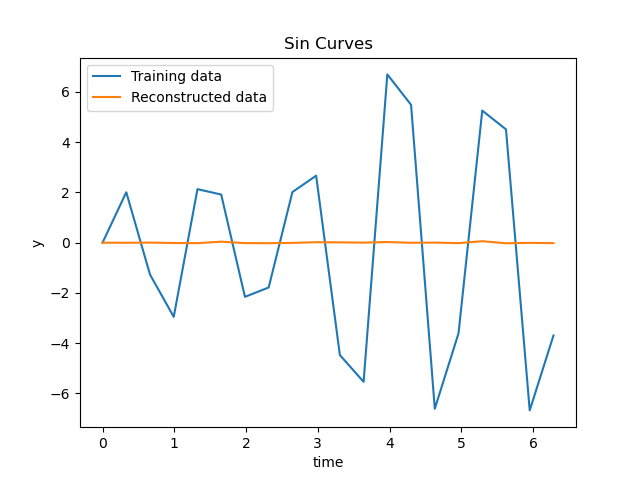 Sin Curves
Training data
Reconstructed data
6
4
2
0
−2
−4
−6
y
0 1 2 3 4 5 6
time